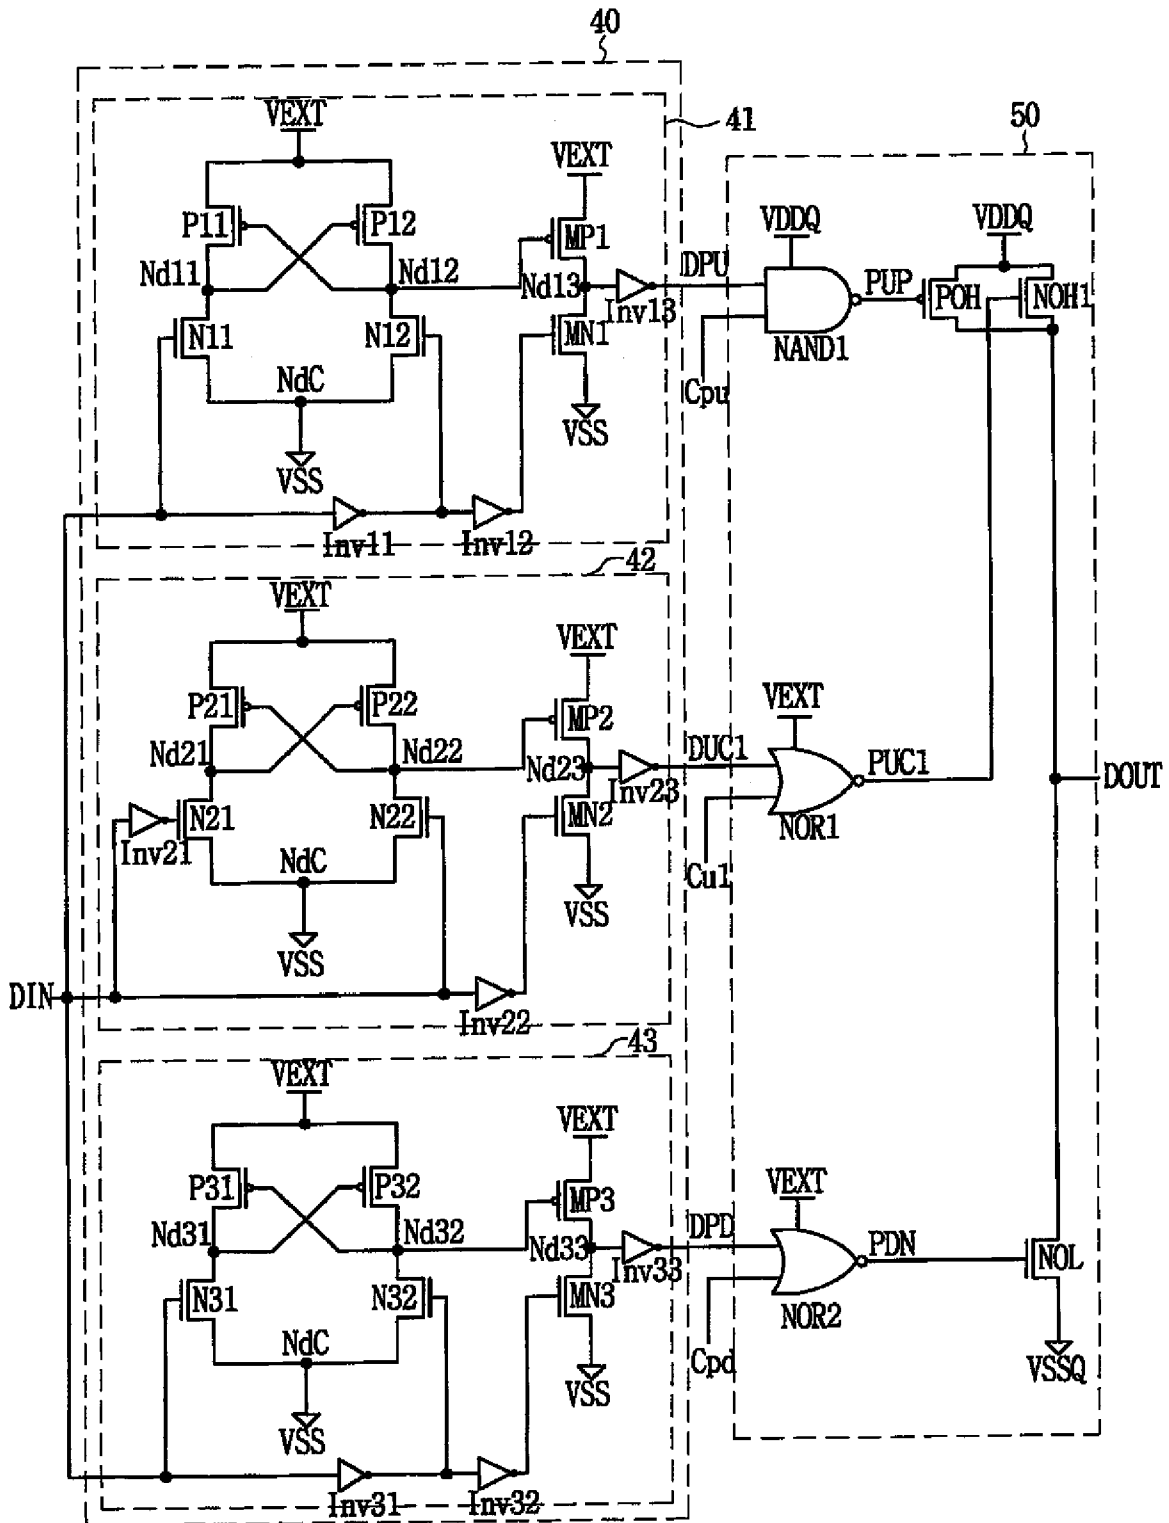 40
VEXT
41
50
VEXT
P11
P12
MP1
VDDQ
VDDQ
Nd11
Nd12
Nd13
Inv13
DPU
PUP
POH
NOH1
N11
N12
MN1
NAND1
NdC
Cpu
VSS
VSS
Inv11
Inv12
42
VEXT
VEXT
P21
P22
MP2
VEXT
Nd21
Nd22
Nd23
Inv23
DUC1
PUC1
DOUT
N21
N22
MN2
NOR1
Inv21
NdC
Cu1
VSS
VSS
DIN
Inv22
43
VEXT
VEXT
P31
P32
MP3
VEXT
Nd31
Nd32
Nd33
Inv33
DPD
PDN
NOL
N31
N32
MN3
NOR2
NdC
Cpd
VSSQ
VSS
VSS
Inv31
Inv32